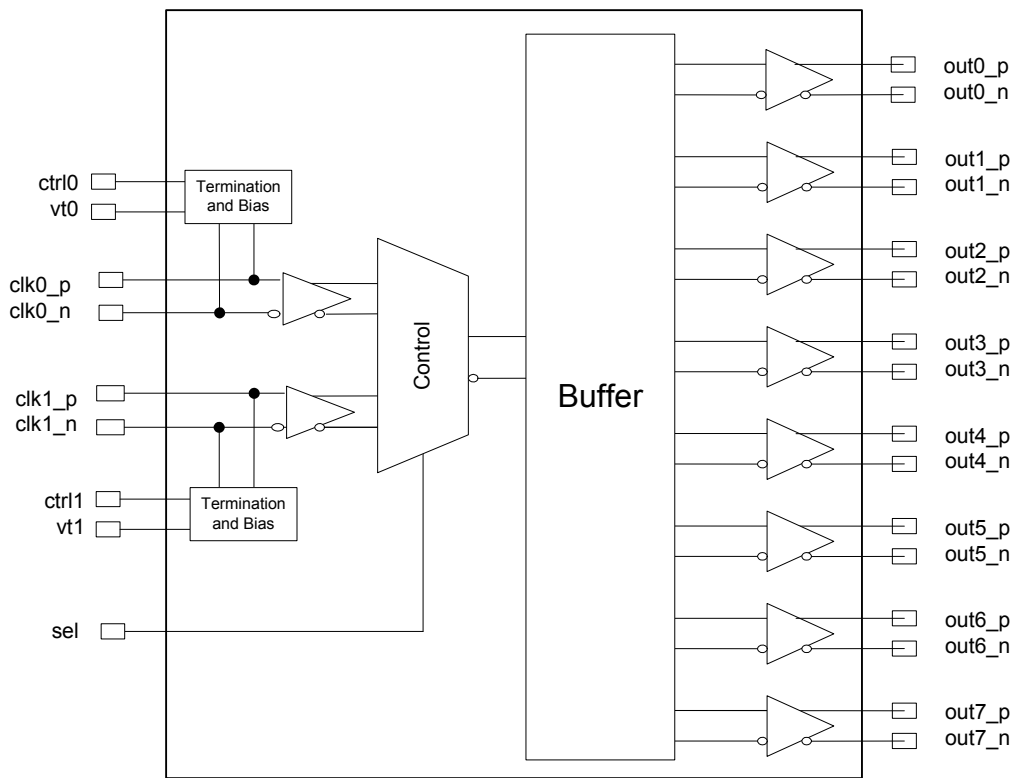 ctrl0
vt0
Termination
and Bias
clk0_p
clk0_n
clk1_p
clk1_n
ctrl1
vt1
Termination
and Bias
sel
Control
Buffer
out0_p
out0_n
out1_p
out1_n
out2_p
out2_n
out3_p
out3_n
out4_p
out4_n
out5_p
out5_n
out6_p
out6_n
out7_p
out7_n